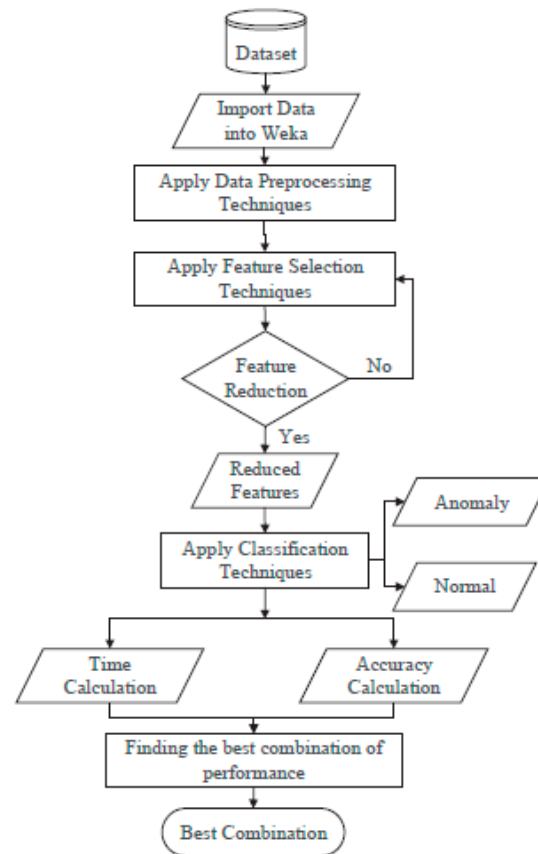 Dataset
Import Data
into Weka
Apply Data Preprocessing
Techniques
Apply Feature Selection
Techniques
Feature
Reduction
No
Yes
Reduced
Features
Anomaly
Apply Classification
Techniques
Normal
Time
Calculation
Accuracy
Calculation
Finding the best combination of
performance
Best Combination